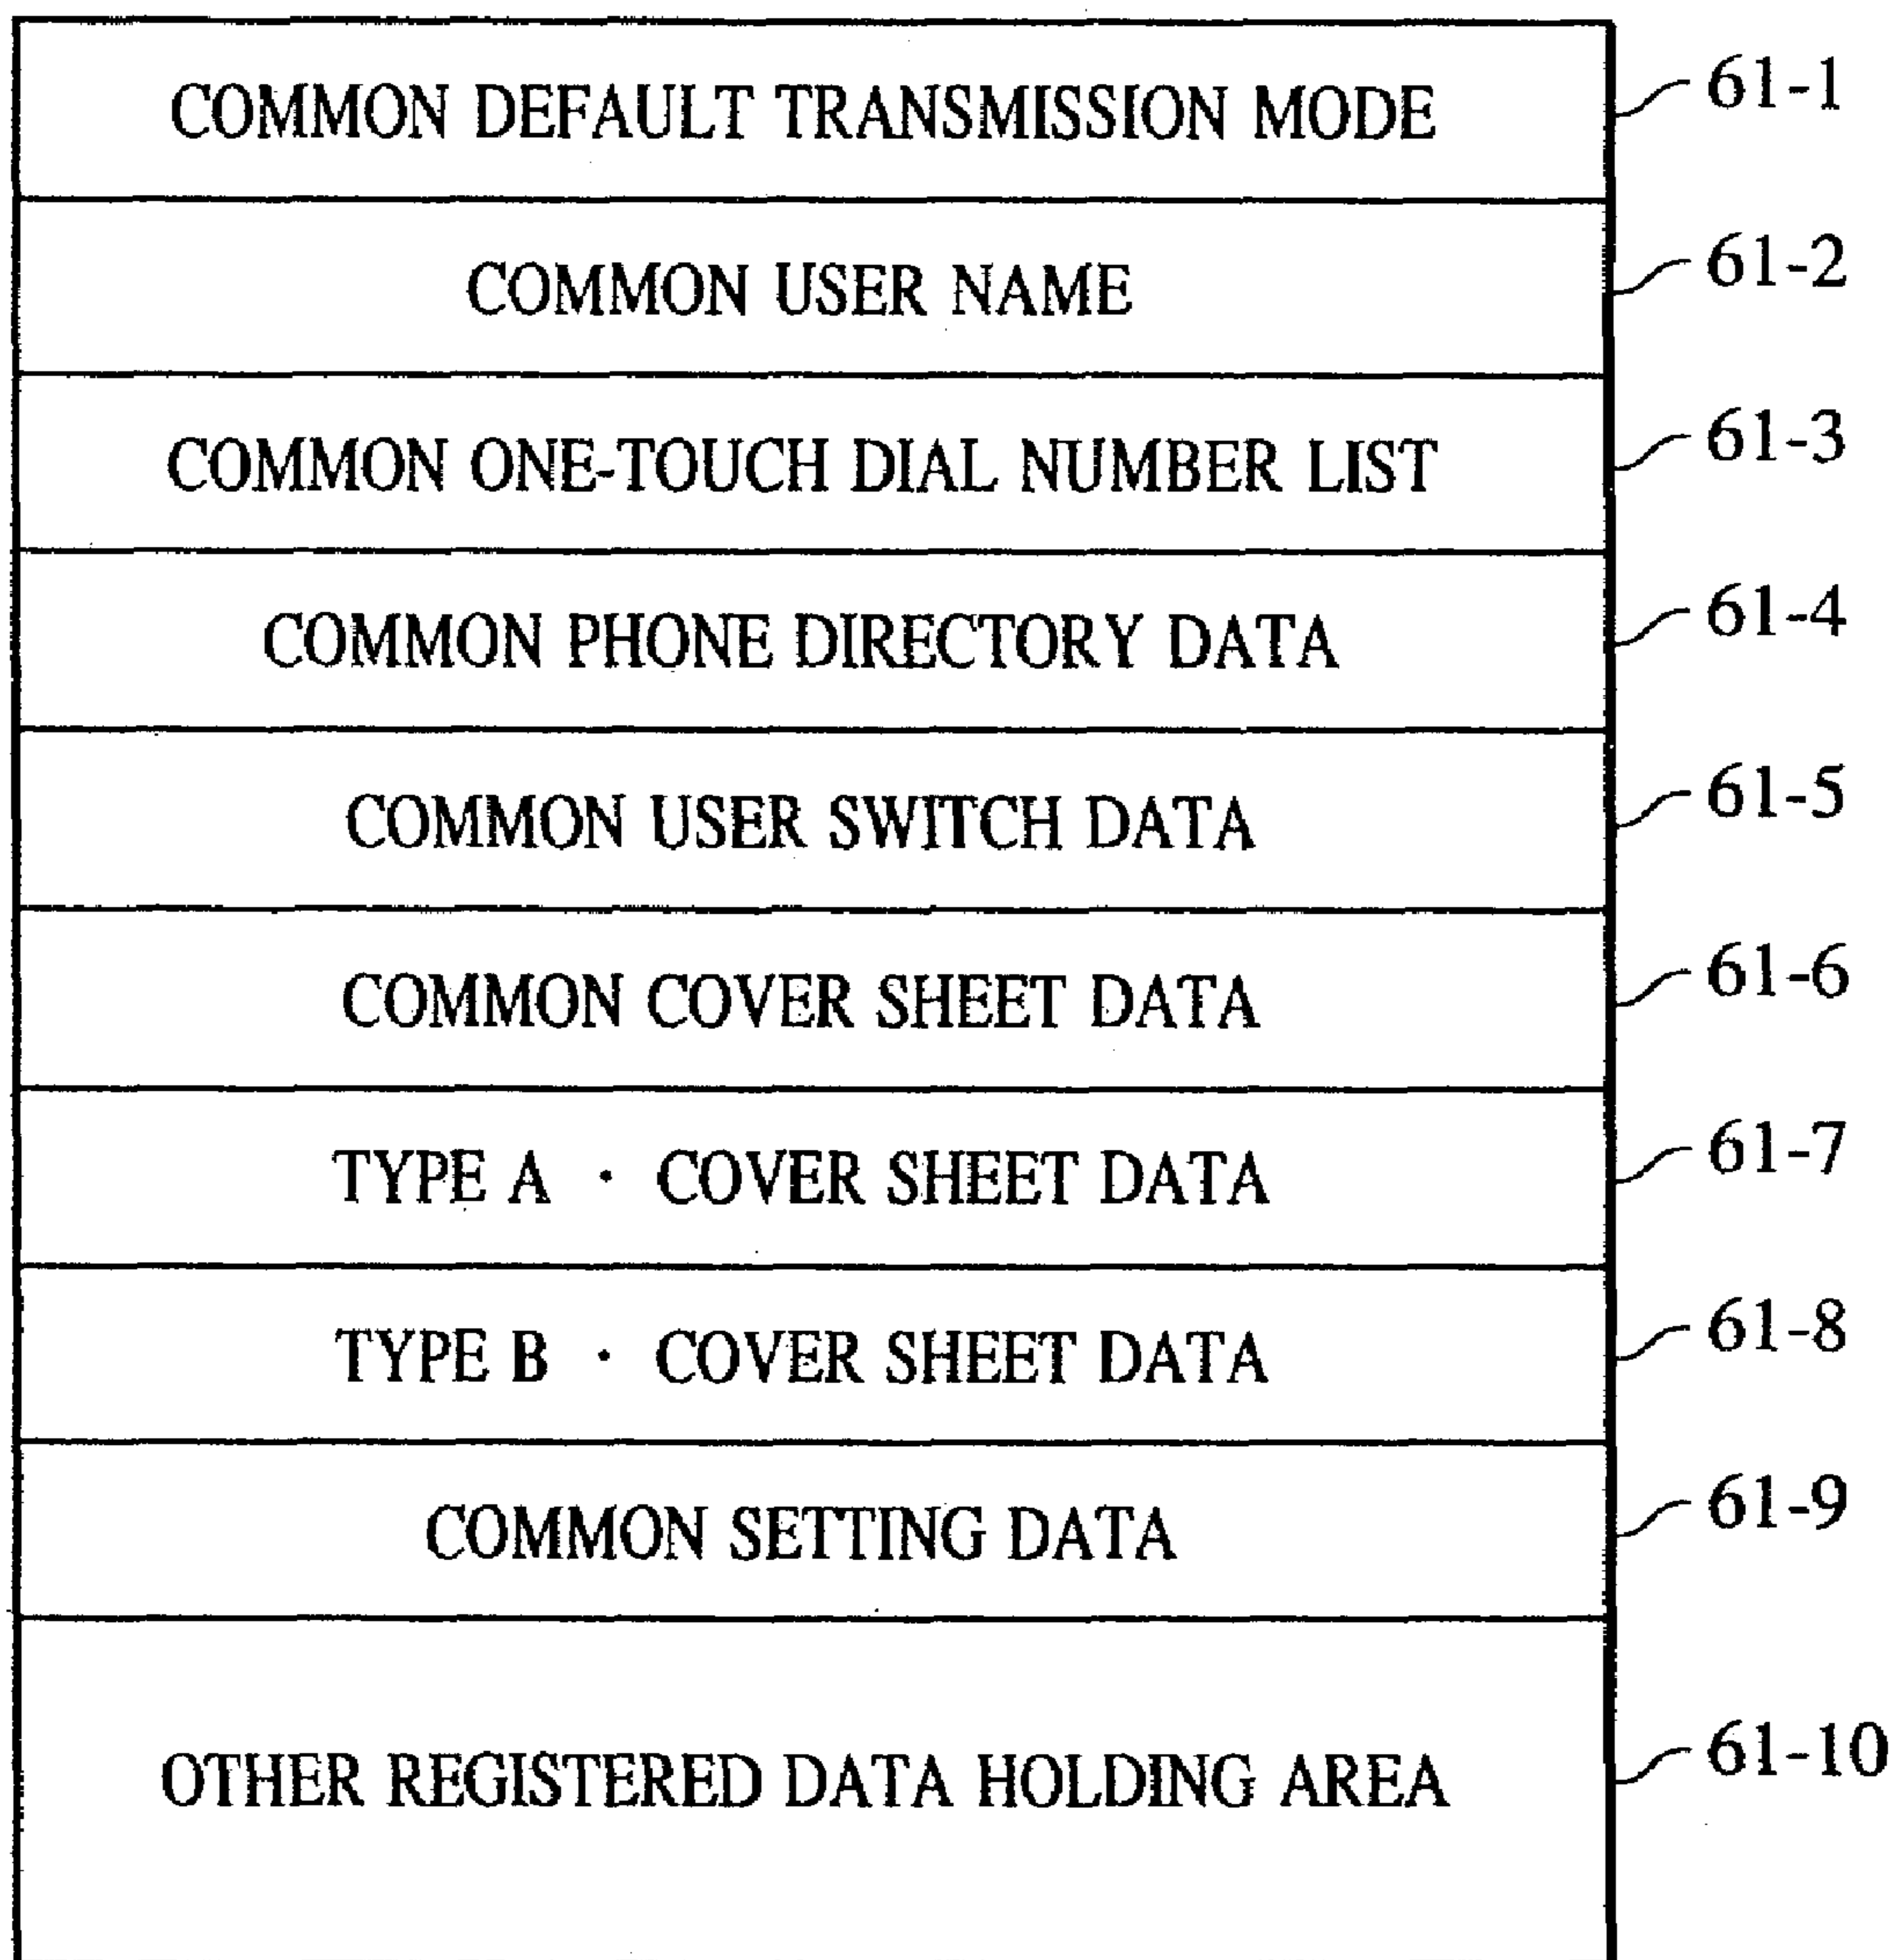 COMMON DEFAULT TRANSMISSION MODE 61-1
COMMON USER NAME 61-2
COMMON ONE-TOUCH DIAL NUMBER LIST 61-3
COMMON PHONE DIRECTORY DATA 61-4
COMMON USER SWITCH DATA 61-5
COMMON COVER SHEET DATA 61-6
TYPE A · COVER SHEET DATA 61-7
TYPE B · COVER SHEET DATA 61-8
COMMON SETTING DATA 61-9
OTHER REGISTERED DATA HOLDING AREA 61-10